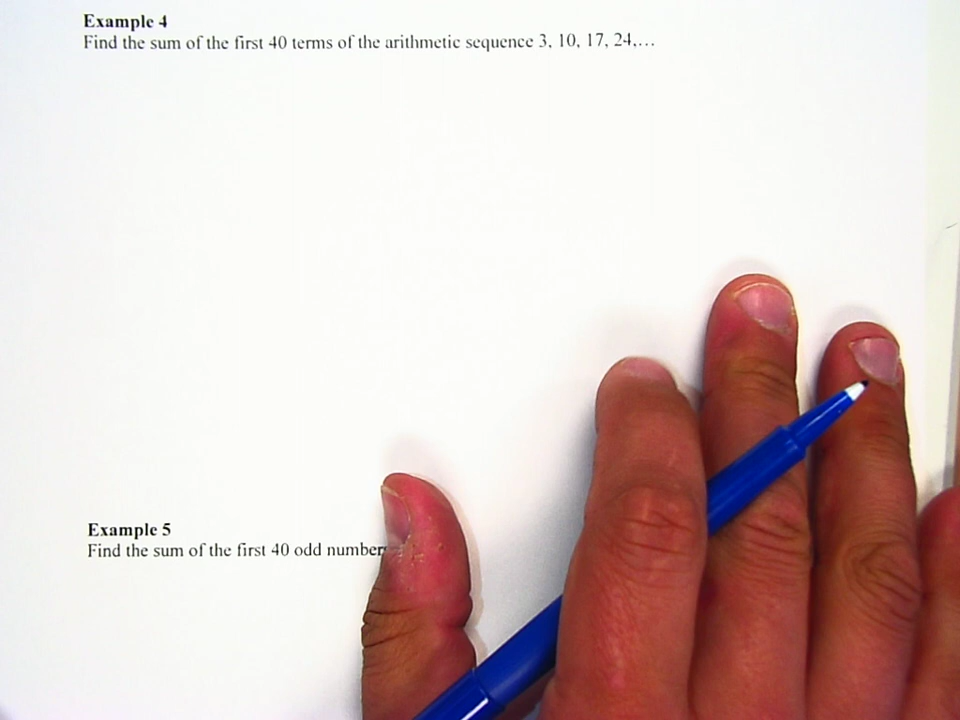 Example 4
Find the sum of the first 40 terms of the arithmetic sequence 3, 10, 17, 24,…
Example 5
Find the sum of the first 40 odd number